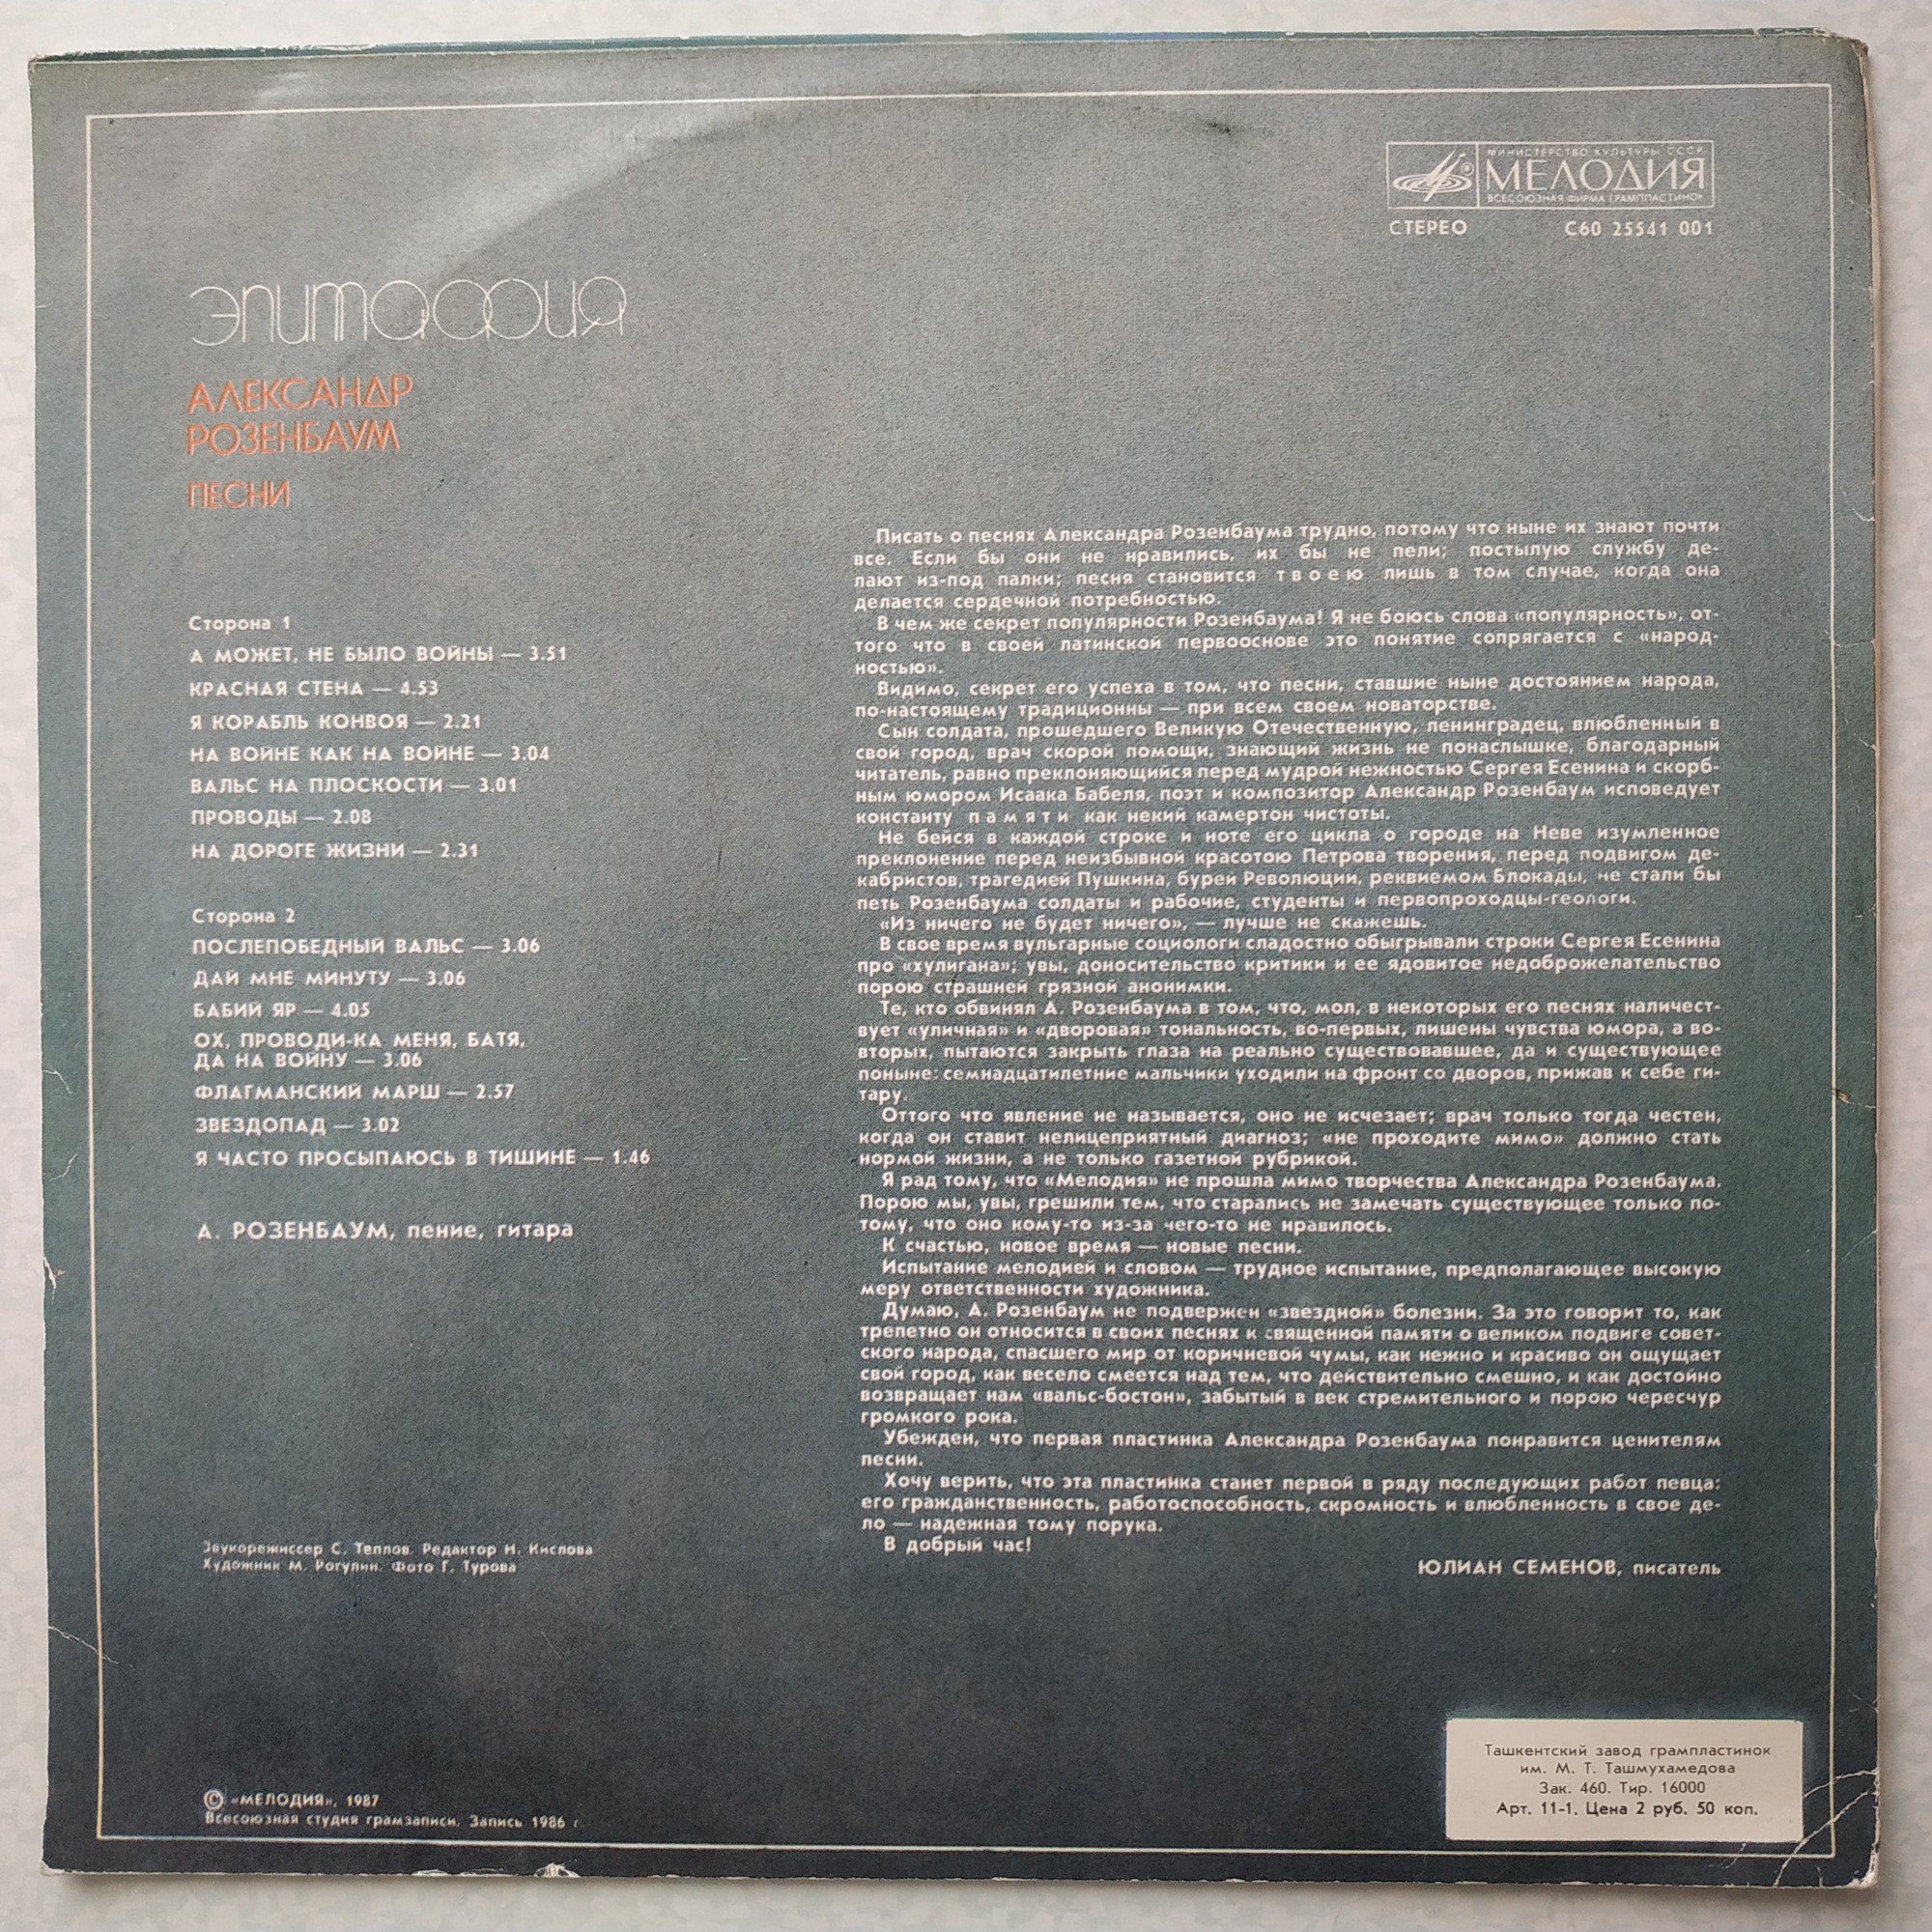 МИНИСТЕРСТВО КУЛЬТУРЫ СССР
МЕЛОДИЯ
ВСЕСОЮЗНАЯ ФИРМА ГРАМПЛАСТИНОК
СТЕРЕО С60 25541 001
эпитафия
АЛЕКСАНДР
РОЗЕНБАУМ
ПЕСНИ
Сторона 1
А МОЖЕТ, НЕ БЫЛО ВОЙНЫ — 3.51
КРАСНАЯ СТЕНА — 4.53
Я КОРАБЛЬ КОНВОЯ — 2.21
НА ВОЙНЕ КАК НА ВОЙНЕ — 3.04
ВАЛЬС НА ПЛОСКОСТИ — 3.01
ПРОВОДЫ — 2.08
НА ДОРОГЕ ЖИЗНИ — 2.31
Сторона 2
ПОСЛЕПОБЕДНЫЙ ВАЛЬС — 3.06
ДАЙ МНЕ МИНУТУ — 3.06
БАБИЙ ЯР — 4.05
ОХ, ПРОВОДИ-КА МЕНЯ, БАТЯ,
ДА НА ВОЙНУ — 3.06
ФЛАГМАНСКИЙ МАРШ — 2.57
ЗВЕЗДОПАД — 3.02
Я ЧАСТО ПРОСЫПАЮСЬ В ТИШИНЕ — 1.46
А. РОЗЕНБАУМ, пение, гитара
Писать о песнях Александра Розенбаума трудно, потому что ныне их знают почти
все. Если бы они не нравились, их бы не пели; постылую службу де-
лают из-под палки; песня становится т в о е ю лишь в том случае, когда она
делается сердечной потребностью.
В чем же секрет популярности Розенбаума! Я не боюсь слова «популярность», от-
того что в своей латинской первооснове это понятие сопрягается с «народ-
ностью».
Видимо, секрет его успеха в том, что песни, ставшие ныне достоянием народа,
по-настоящему традиционны — при всем своем новаторстве.
Сын солдата, прошедшего Великую Отечественную, ленинградец, влюбленный в
свой город, врач скорой помощи, знающий жизнь не понаслышке, благодарный
читатель, равно преклоняющийся перед мудрой нежностью Сергея Есенина и скорб-
ным юмором Исаака Бабеля, поэт и композитор Александр Розенбаум исповедует
константу п а м я т и как некий камертон чистоты.
Не бейся в каждой строке и ноте его цикла о городе на Неве изумленное
преклонение перед неизбывной красотою Петрова творения, перед подвигом де-
кабристов, трагедией Пушкина, бурей Революции, реквиемом Блокады, не стали бы
петь Розенбаума солдаты и рабочие, студенты и первопроходцы-геологи.
«Из ничего не будет ничего», — лучше не скажешь.
В свое время вульгарные социологи сладостно обыгрывали строки Сергея Есенина
про «хулигана»; увы, доносительство критики и ее ядовитое недоброжелательство
порою страшней грязной анонимки.
Те, кто обвинял А. Розенбаума в том, что, мол, в некоторых его песнях наличест-
вует «уличная» и «дворовая» тональность, во-первых, лишены чувства юмора, а во-
вторых, пытаются закрыть глаза на реально существовавшее, да и существующее
поныне: семнадцатилетние мальчики уходили на фронт со дворов, прижав к себе ги-
тару.
Оттого что явление не называется, оно не исчезает; врач только тогда честен,
когда он ставит нелицеприятный диагноз; «не проходите мимо» должно стать
нормой жизни, а не только газетной рубрикой.
Я рад тому, что «Мелодия» не прошла мимо творчества Александра Розенбаума.
Порою мы, увы, грешили тем, что старались не замечать существующее только по-
тому, что оно кому-то из-за чего-то не нравилось.
К счастью, новое время — новые песни.
Испытание мелодией и словом — трудное испытание, предполагающее высокую
меру ответственности художника.
Думаю, А. Розенбаум не подвержен «звездной» болезни. За это говорит то, как
трепетно он относится в своих песнях к священной памяти о великом подвиге совет-
ского народа, спасшего мир от коричневой чумы, как нежно и красиво он ощущает
свой город, как весело смеется над тем, что действительно смешно, и как достойно
возвращает нам «вальс-бостон», забытый в век стремительного и порою чересчур
громкого рока.
Убежден, что первая пластинка Александра Розенбаума понравится ценителям
песни.
Хочу верить, что эта пластинка станет первой в ряду последующих работ певца:
его гражданственность, работоспособность, скромность и влюбленность в свое де-
ло — надежная тому порука.
В добрый час!
ЮЛИАН СЕМЕНОВ, писатель
Звукорежиссер С. Теплов. Редактор Н. Кислова
Художник М. Рогулин. Фото Г. Турова
© «МЕЛОДИЯ», 1987
Всесоюзная студия грамзаписи. Запись 1986 г.
Ташкентский завод грампластинок
им. М. Т. Ташмухамедова
Зак. 460. Тир. 16000
Арт. 11-1. Цена 2 руб. 50 коп.